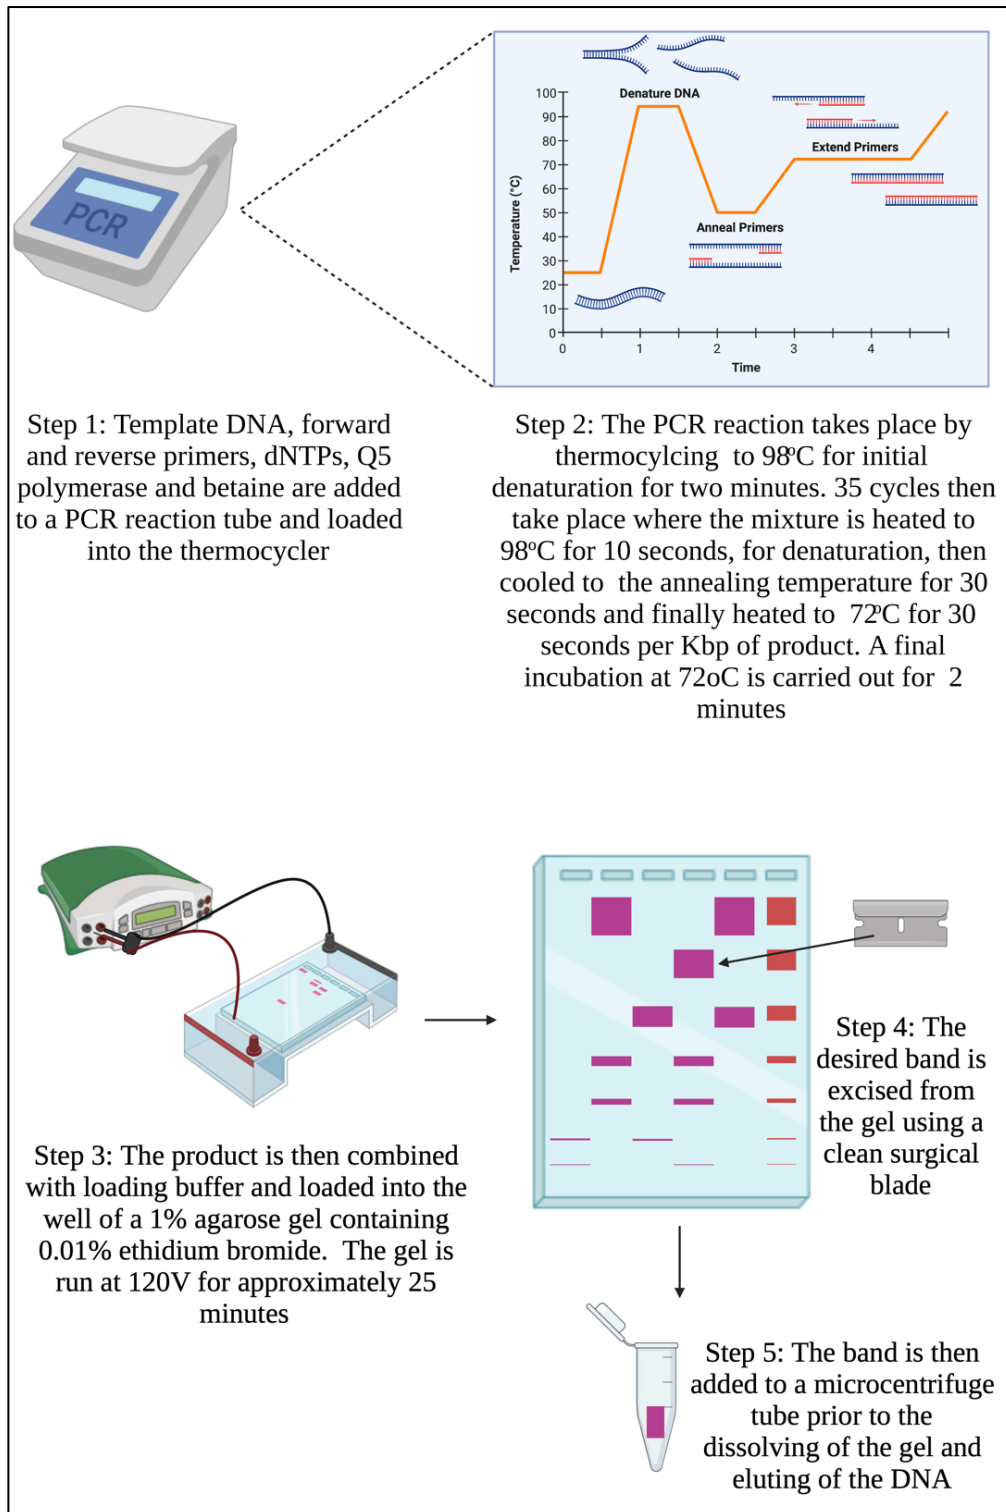 PCR
Denature DNA
Extend Primers
Anneal Primers
Temperature (°C)
100
90
80
70
60
50
40
30
20
10
0
0 1 2 3 4
Time
Step 1: Template DNA, forward
and reverse primers, dNTPs, Q5
polymerase and betaine are added
to a PCR reaction tube and loaded
into the thermocycler
Step 2: The PCR reaction takes place by
thermocylcing to 98ºC for initial
denaturation for two minutes. 35 cycles then
take place where the mixture is heated to
98ºC for 10 seconds, for denaturation, then
cooled to the annealing temperature for 30
seconds and finally heated to 72ºC for 30
seconds per Kbp of product. A final
incubation at 72oC is carried out for 2
minutes
Step 3: The product is then combined
with loading buffer and loaded into the
well of a 1% agarose gel containing
0.01% ethidium bromide. The gel is
run at 120V for approximately 25
minutes
Step 4: The
desired band is
excised from
the gel using a
clean surgical
blade
Step 5: The band is then
added to a microcentrifuge
tube prior to the
dissolving of the gel and
eluting of the DNA